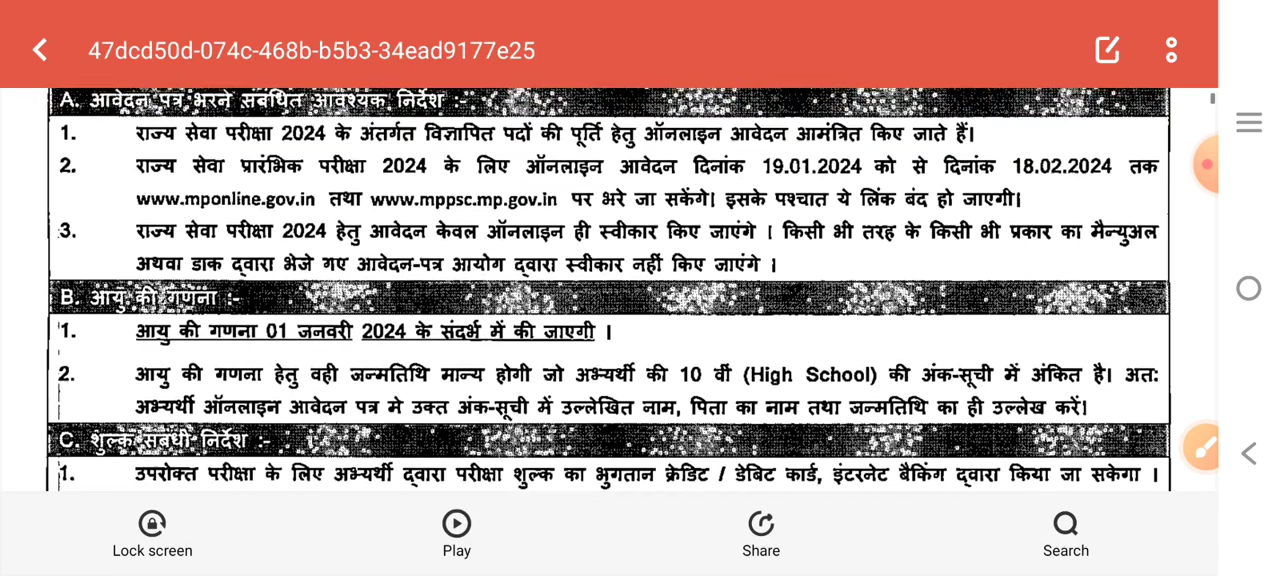 47dcd50d-074c-468b-b5b3-34ead9177e25
A. आवेदन पत्र भरने संबंधित आवश्यक निर्देश :-
1. राज्य सेवा परीक्षा 2024 के अंतर्गत विज्ञापित पदों की पूर्ति हेतु ऑनलाइन आवेदन आमंत्रित किए जाते हैं।
2. राज्य सेवा प्रारंभिक परीक्षा 2024 के लिए ऑनलाइन आवेदन दिनांक 19.01.2024 को से दिनांक 18.02.2024 तक
www.mponline.gov.in तथा www.mppsc.mp.gov.in पर भरे जा सकेंगे। इसके पश्चात ये लिंक बंद हो जाएगी।
3. राज्य सेवा परीक्षा 2024 हेतु आवेदन केवल ऑनलाइन ही स्वीकार किए जाएंगे । किसी भी तरह के किसी भी प्रकार का मैन्युअल
अथवा डाक द्वारा भेजे गए आवेदन-पत्र आयोग द्वारा स्वीकार नहीं किए जाएंगे ।
B. आयु की गणना :-
1. आयु की गणना 01 जनवरी 2024 के संदर्भ में की जाएगी ।
2. आयु की गणना हेतु वही जन्मतिथि मान्य होगी जो अभ्यर्थी की 10 वीं (High School) की अंक-सूची में अंकित है। अतः
अभ्यर्थी ऑनलाइन आवेदन पत्र मे उक्त अंक-सूची में उल्लेखित नाम, पिता का नाम तथा जन्मतिथि का ही उल्लेख करें।
C. शुल्क संबंधी निर्देश :-
1. उपरोक्त परीक्षा के लिए अभ्यर्थी द्वारा परीक्षा शुल्क का भुगतान क्रेडिट / डेबिट कार्ड, इंटरनेट बैकिंग द्वारा किया जा सकेगा ।
Lock screen Play Share Search